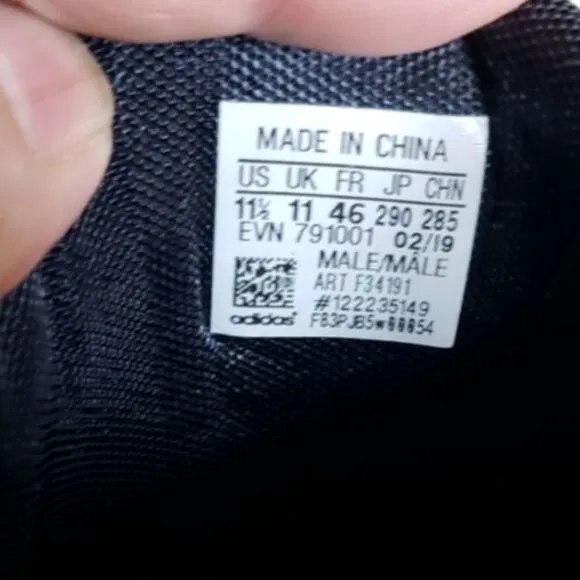 MADE IN CHINA
US UK FR JP CHN
11½ 11 46 290 285
EVN 791001 02/19
MALE/MÂLE
ART F34191
#122235149
adidas